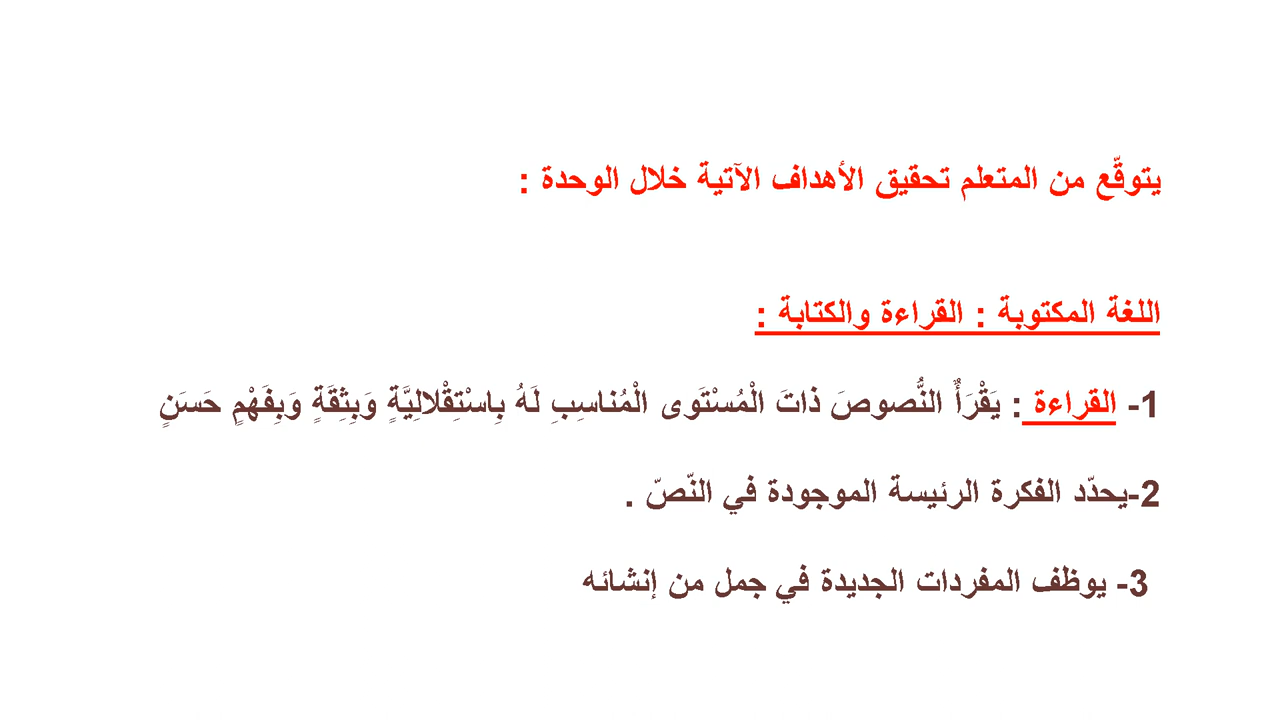 يتوقّع من المتعلم تحقيق الأهداف الآتية خلال الوحدة :
اللغة المكتوبة : القراءة والكتابة :
1- القراءة : يَقْرَأٌ النُّصوصَ ذاتَ الْمُسْتَوى الْمُناسِبِ لَهُ بِاسْتِقْلالِيَّةٍ وَبِثِقَةٍ وَبِفَهْمٍ حَسَنٍ
2-يحدّد الفكرة الرئيسة الموجودة في النّصّ .
3- يوظف المفردات الجديدة في جمل من إنشائه